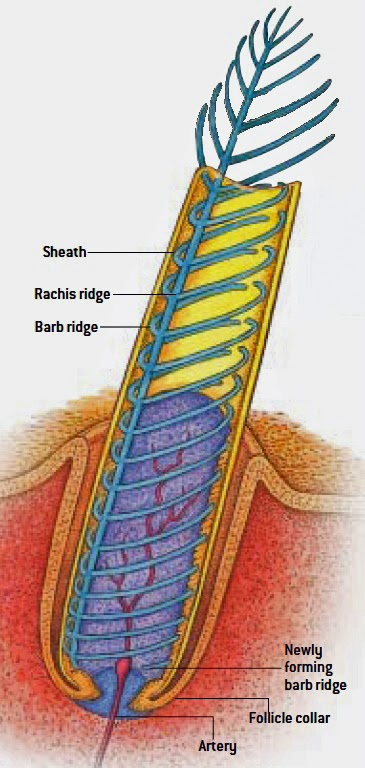 Sheath
Rachis ridge
Barb ridge
Newly
forming
barb ridge
Follicle collar
Artery